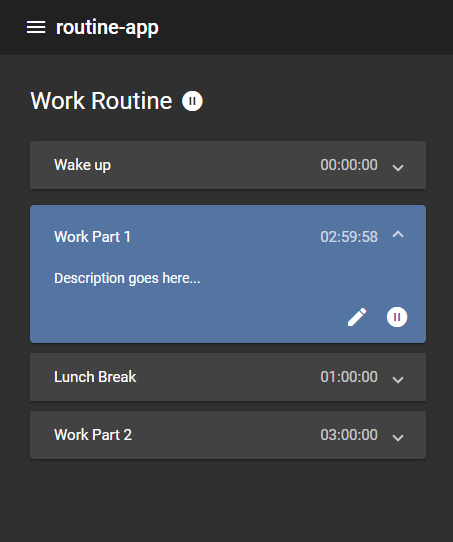 routine-app
Work Routine
Wake up 00:00:00
Work Part 1 02:59:58
Description goes here...
Lunch Break 01:00:00
Work Part 2 03:00:00